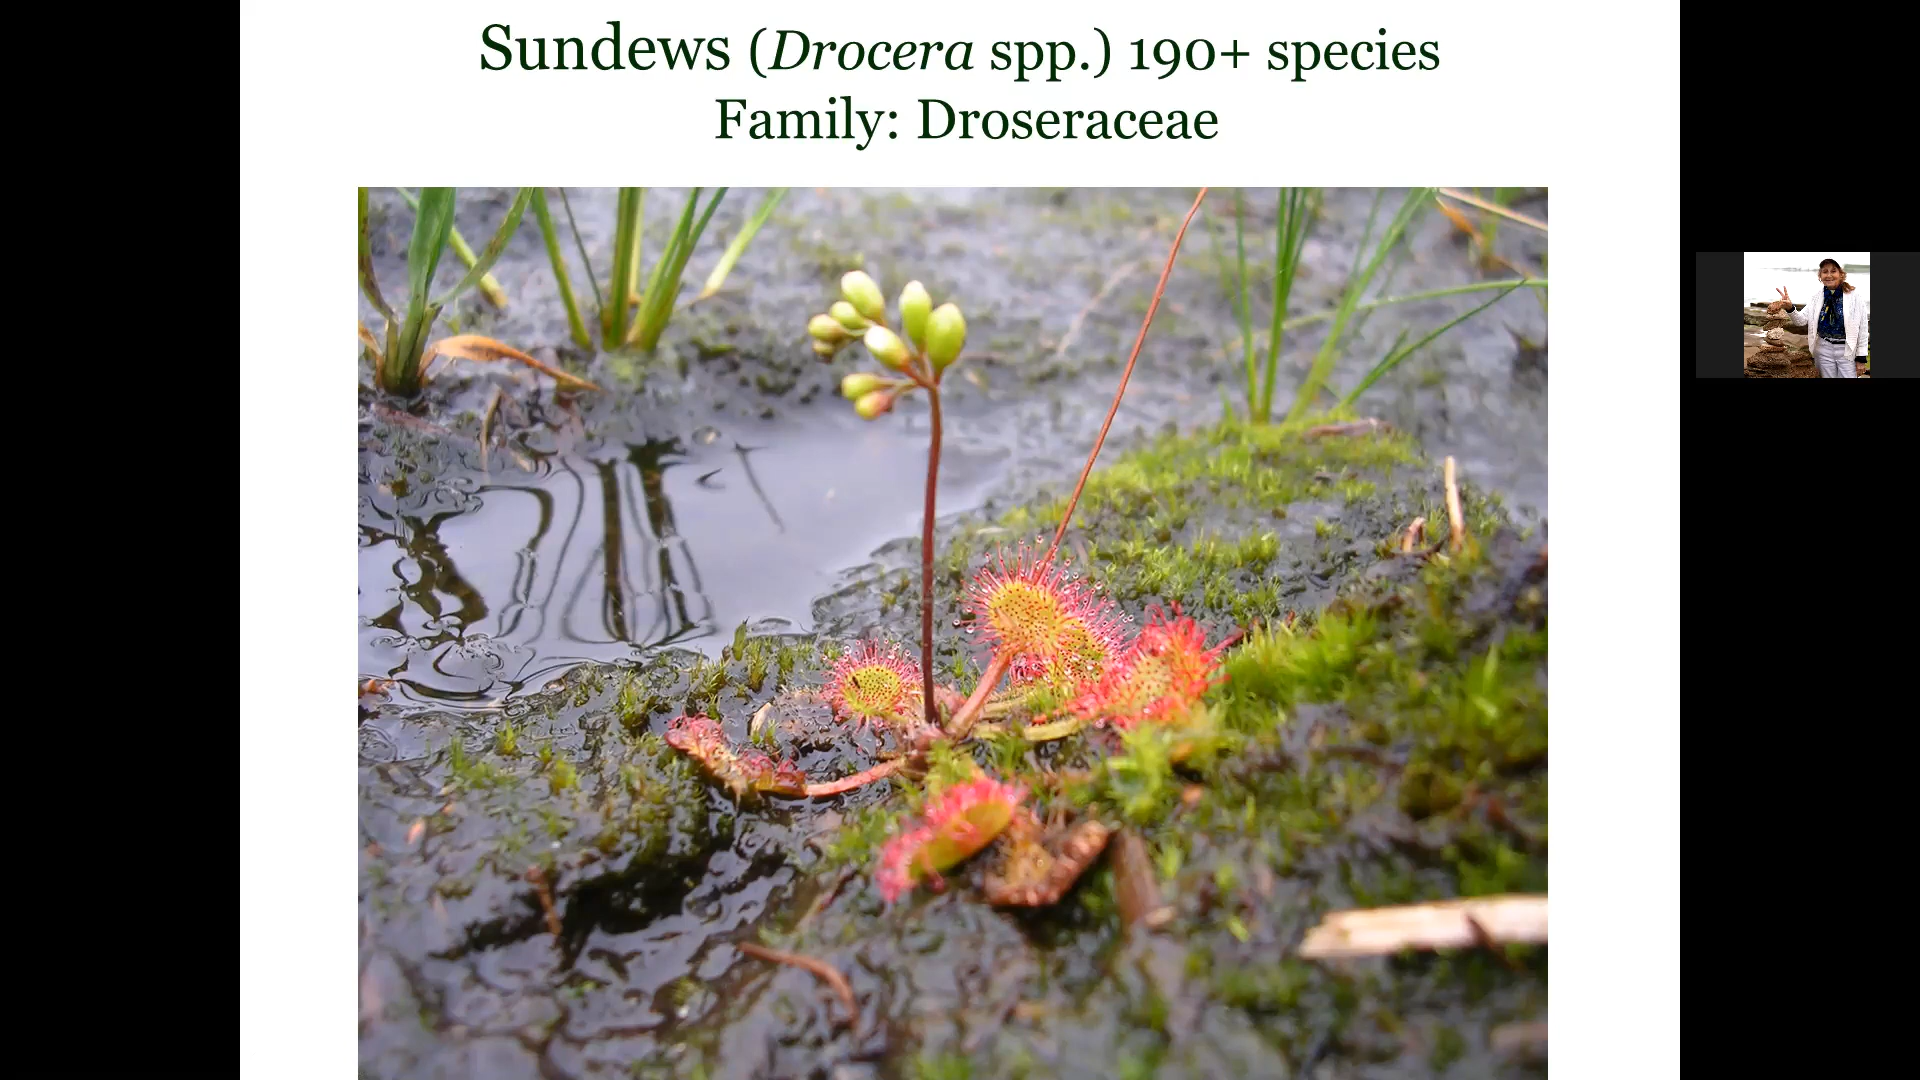 Sundews (Drocera spp.) 190+ species
Family: Droseraceae